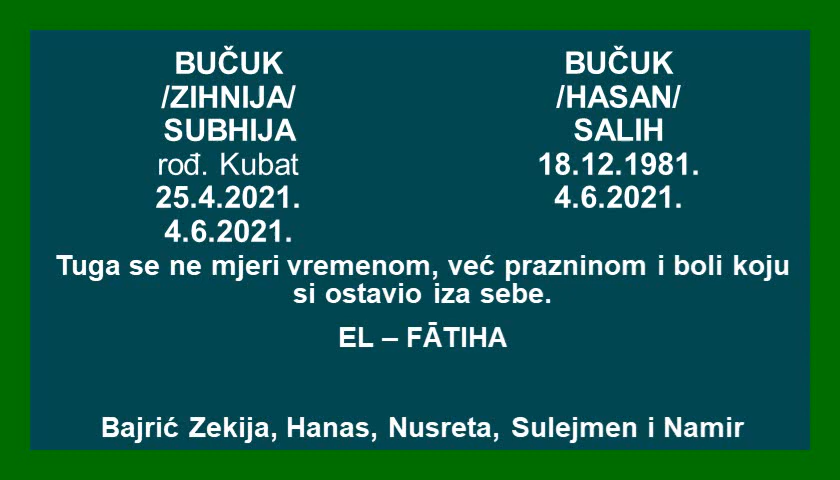 BUČUK
/ZIHNIJA/
SUBHIJA
rođ. Kubat
25.4.2021.
4.6.2021.
BUČUK
/HASAN/
SALIH
18.12.1981.
4.6.2021.
Tuga se ne mjeri vremenom, već prazninom i boli koju
si ostavio iza sebe.
EL – FĀTIHA
Bajrić Zekija, Hanas, Nusreta, Sulejmen i Namir